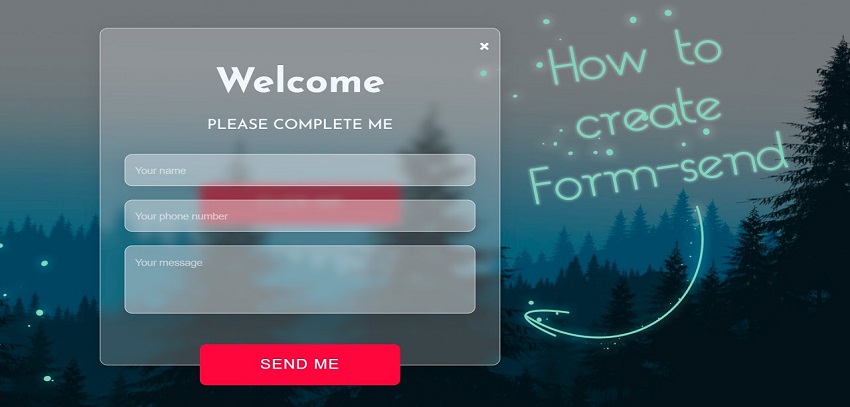 ×
Welcome
PLEASE COMPLETE ME
Your name
Your phone number
Your message
SEND ME
How to
create
Form-send